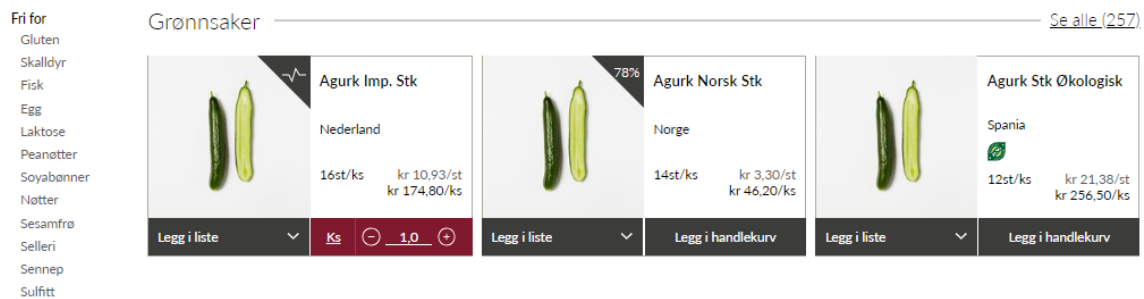 Fri for
Gluten
Skalldyr
Fisk
Egg
Laktose
Peanøtter
Soyabønner
Nøtter
Sesamfrø
Selleri
Sennep
Sulfitt
Grønnsaker
Se alle (257)
Agurk Imp. Stk
Nederland
16st/ks kr 10,93/st
kr 174,80/ks
Legg i liste
Ks 1,0
78%
Agurk Norsk Stk
Norge
14st/ks kr 3,30/st
kr 46,20/ks
Legg i liste
Legg i handlekurv
Agurk Stk Økologisk
Spania
12st/ks kr 21,38/st
kr 256,50/ks
Legg i liste
Legg i handlekurv